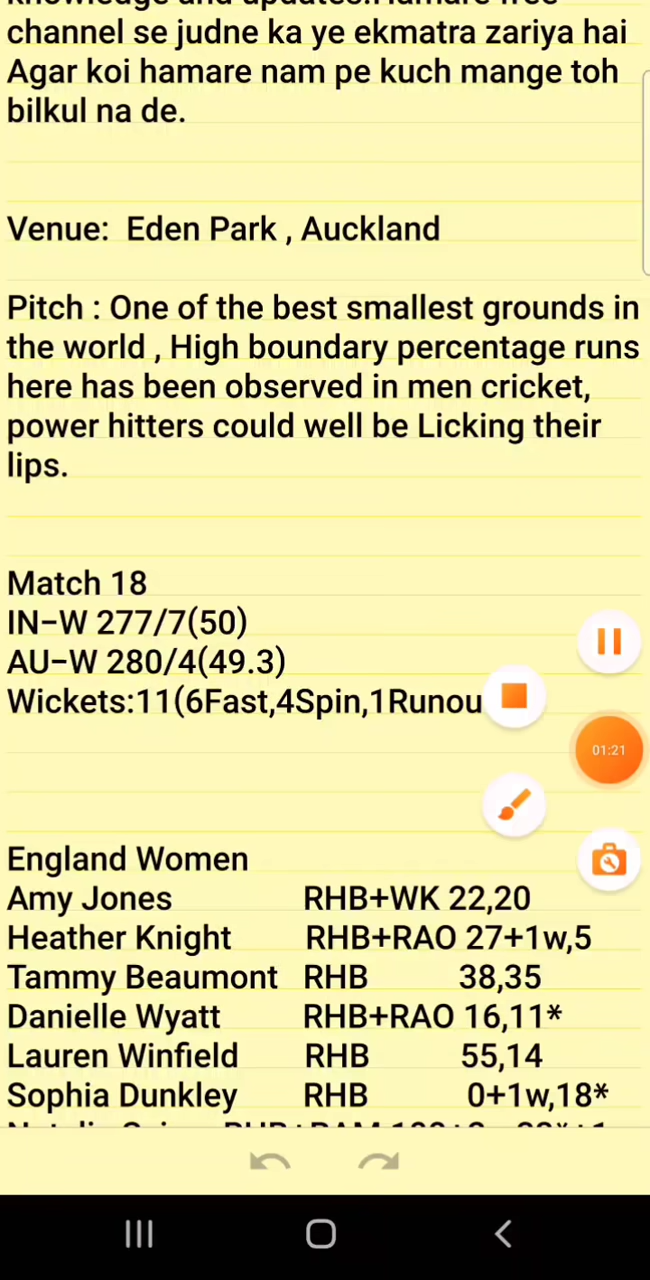 channel se judne ka ye ekmatra zariya hai
Agar koi hamare nam pe kuch mange toh
bilkul na de.
Venue: Eden Park , Auckland
Pitch : One of the best smallest grounds in
the world , High boundary percentage runs
here has been observed in men cricket,
power hitters could well be Licking their
lips.
Match 18
IN-W 277/7(50)
AU-W 280/4(49.3)
Wickets:11(6Fast,4Spin,1Runou
01:21
England Women
Amy Jones RHB+WK 22,20
Heather Knight RHB+RAO 27+1w,5
Tammy Beaumont RHB 38,35
Danielle Wyatt RHB+RAO 16,11*
Lauren Winfield RHB 55,14
Sophia Dunkley RHB 0+1w,18*